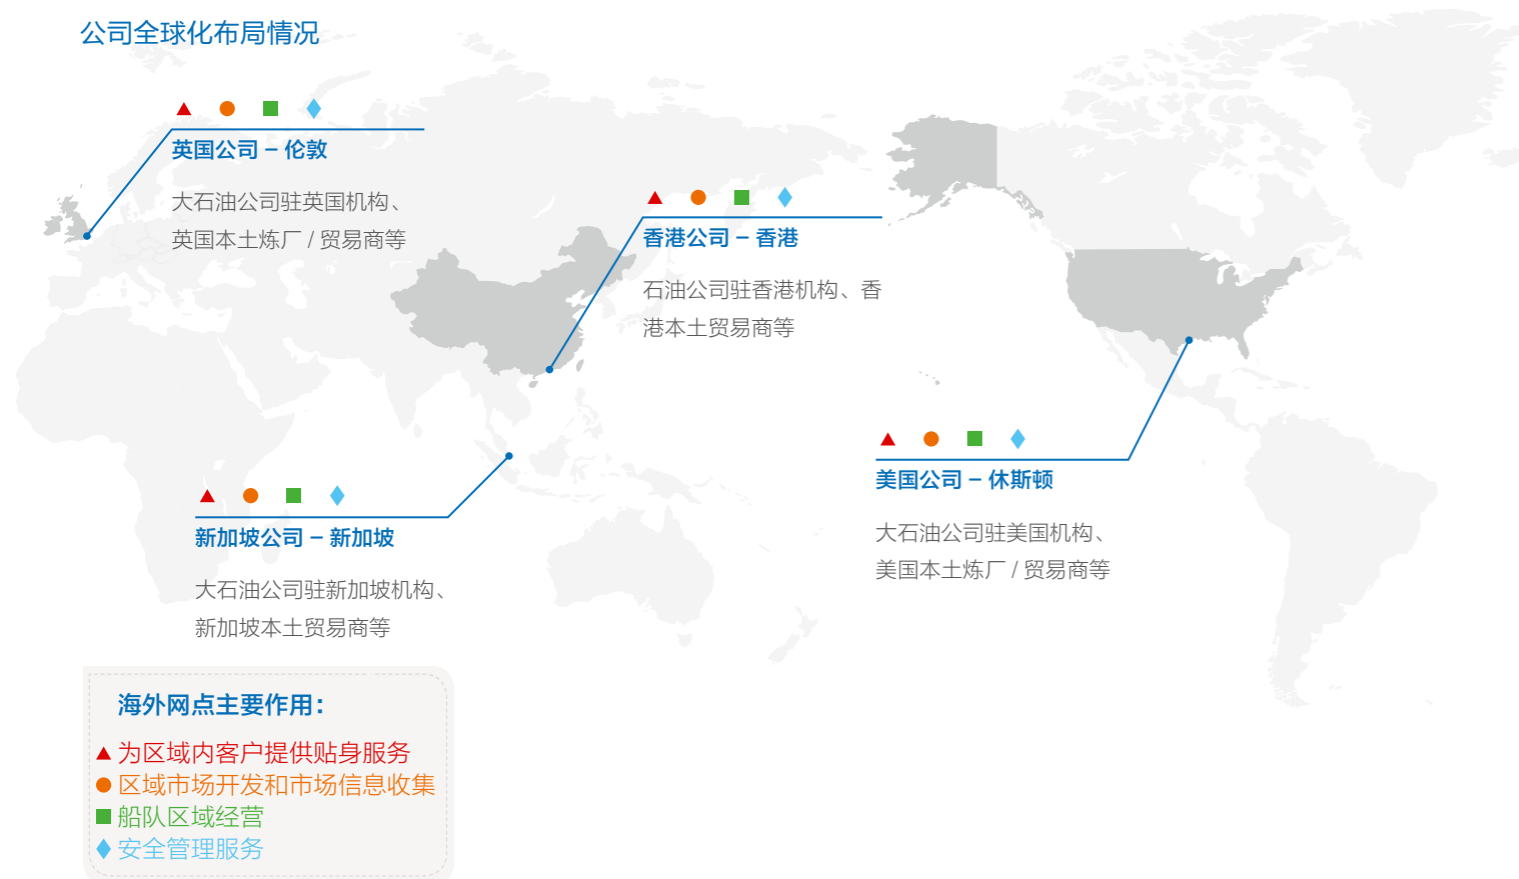 公司全球化布局情况
英国公司 – 伦敦
大石油公司驻英国机构、
英国本土炼厂 / 贸易商等
香港公司 – 香港
石油公司驻香港机构、香
港本土贸易商等
美国公司 – 休斯顿
大石油公司驻美国机构、
美国本土炼厂 / 贸易商等
新加坡公司 – 新加坡
大石油公司驻新加坡机构、
新加坡本土贸易商等
海外网点主要作用：
为区域内客户提供贴身服务
区域市场开发和市场信息收集
船队区域经营
安全管理服务